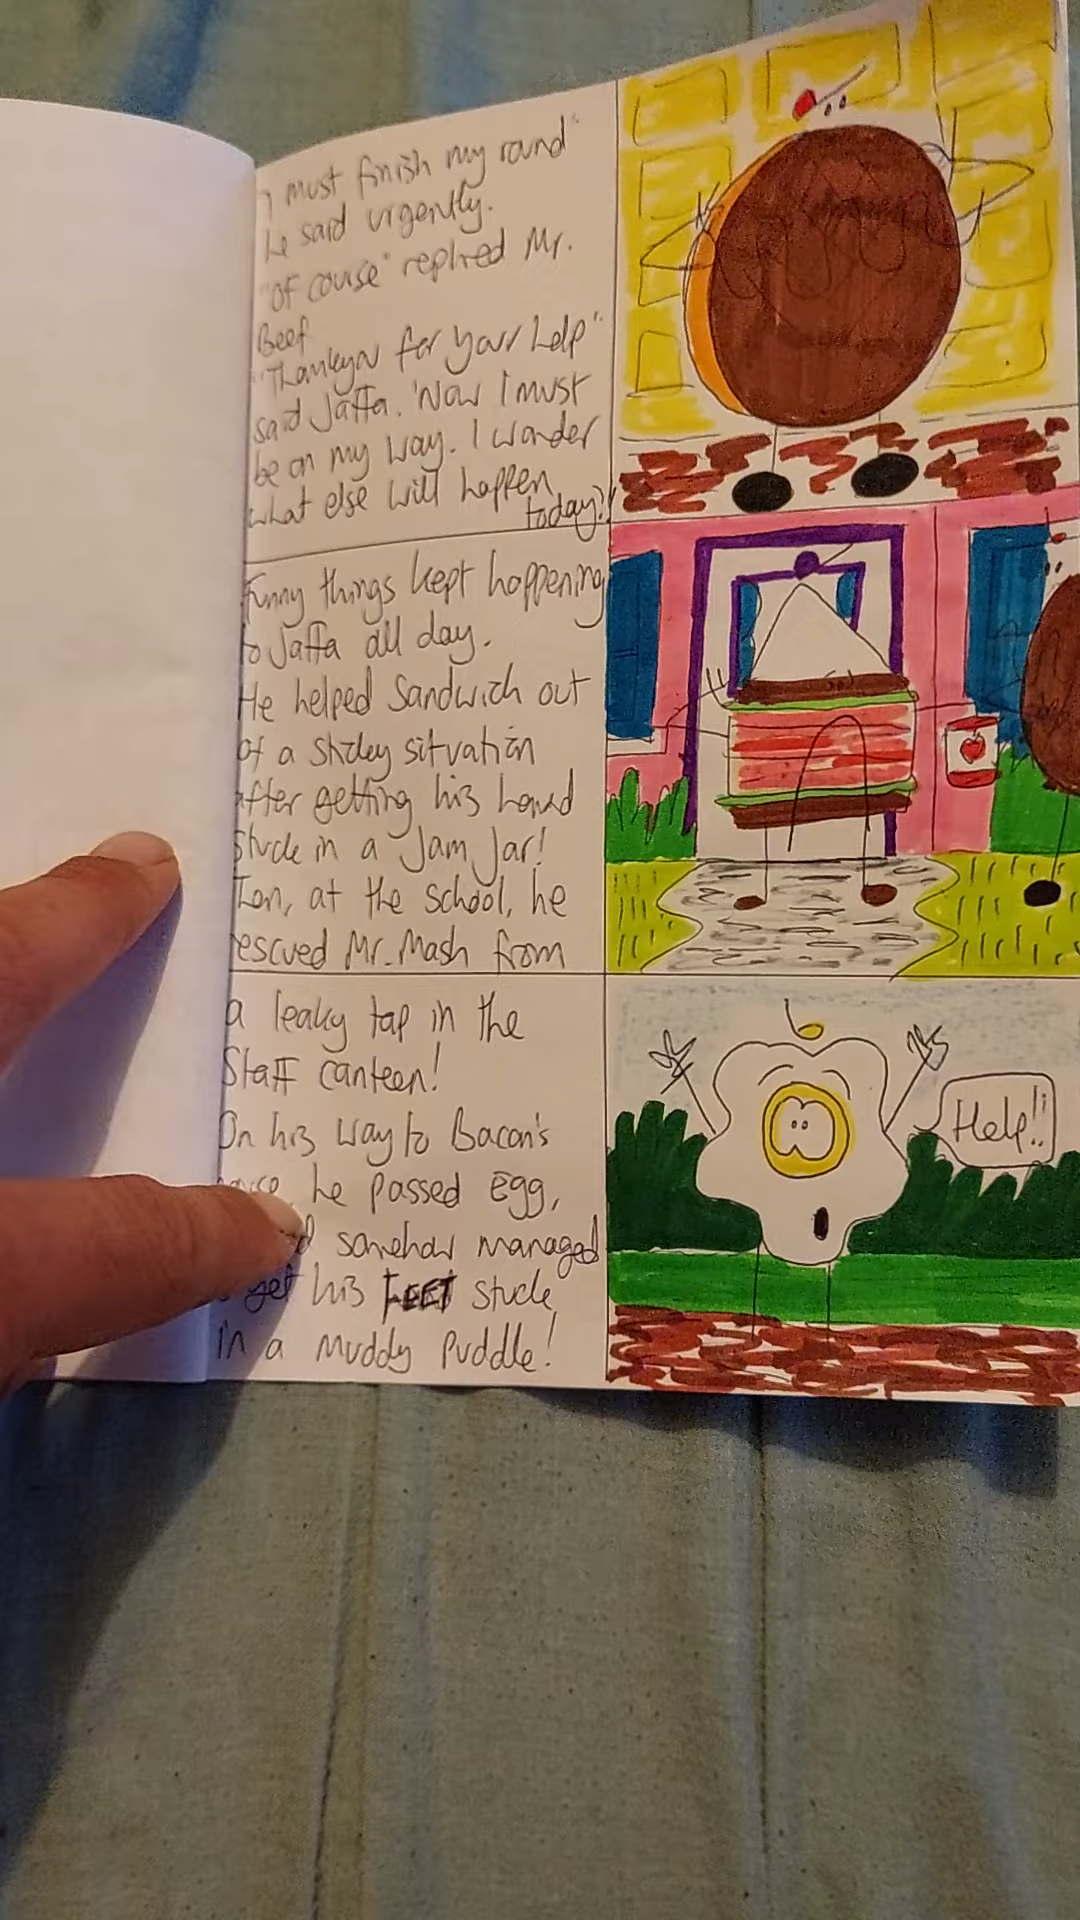 I must finish my round"
he said urgently.
"Of course" replied Mr.
Beef
"Thankyou for your help"
said Jaffa. 'Now I must
be on my way. I wonder
what else will happen
today?!
Funny things kept happening
to Jaffa all day.
He helped Sandwich out
of a sticky situation
after getting his hand
stuck in a Jam Jar!
Then, at the school, he
rescued Mr. Mash from
a leaky tap in the
Staff canteen!
On his way to Bacon's
he passed Egg,
somehow managed
get his FEET stuck
in a muddy puddle!
Help!!